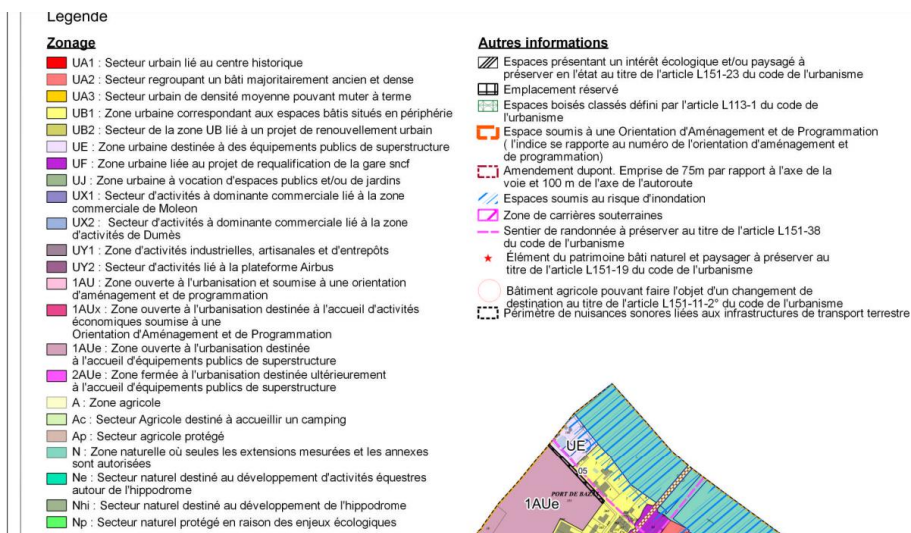 Légende
Zonage
UA1 : Secteur urbain lié au centre historique
UA2 : Secteur regroupant un bâti majoritairement ancien et dense
UA3 : Secteur urbain de densité moyenne pouvant muter à terme
UB1 : Zone urbaine correspondant aux espaces bâtis situés en périphérie
UB2 : Secteur de la zone UB lié à un projet de renouvellement urbain
UE : Zone urbaine destinée à des équipements publics de superstructure
UF : Zone urbaine liée au projet de requalification de la gare sncf
UJ : Zone urbaine à vocation d'espaces publics et/ou de jardins
UX1 : Secteur d'activités à dominante commerciale lié à la zone
commerciale de Moleon
UX2 : Secteur d'activités à dominante commerciale lié à la zone
d'activités de Dumès
UY1 : Zone d'activités industrielles, artisanales et d'entrepôts
UY2 : Secteur d'activités lié à la plateforme Airbus
1AU : Zone ouverte à l'urbanisation et soumise à une orientation
d'aménagement et de programmation
1AUx : Zone ouverte à l'urbanisation destinée à l'accueil d'activités
économiques soumise à une
Orientation d'Aménagement et de Programmation
1AUe : Zone ouverte à l'urbanisation destinée
à l'accueil d'équipements publics de superstructure
2AUe : Zone fermée à l'urbanisation destinée ultérieurement
à l'accueil d'équipements publics de superstructure
A : Zone agricole
Ac : Secteur Agricole destiné à accueillir un camping
Ap : Secteur agricole protégé
N : Zone naturelle où seules les extensions mesurées et les annexes
sont autorisées
Ne : Secteur naturel destiné au développement d'activités équestres
autour de l'hippodrome
Nhi : Secteur naturel destiné au développement de l'hippodrome
Np : Secteur naturel protégé en raison des enjeux écologiques
Autres informations
Espaces présentant un intérêt écologique et/ou paysagé à
préserver en l'état au titre de l'article L151-23 du code de l'urbanisme
Emplacement réservé
Espaces boisés classés défini par l'article L113-1 du code de
l'urbanisme
Espace soumis à une Orientation d'Aménagement et de Programmation
( l'indice se rapporte au numéro de l'orientation d'aménagement et
de programmation)
Amendement dupont. Emprise de 75m par rapport à l'axe de la
voie et 100 m de l'axe de l'autoroute
Espaces soumis au risque d'inondation
Zone de carrières souterraines
Sentier de randonnée à préserver au titre de l'article L151-38
du code de l'urbanisme
Élément du patrimoine bâti naturel et paysager à préserver au
titre de l'article L151-19 du code de l'urbanisme
Bâtiment agricole pouvant faire l'objet d'un changement de
destination au titre de l'article L151-11-2° du code de l'urbanisme
Périmètre de nuisances sonores liées aux infrastructures de transport terrestre
UE
05
PORT DE
1AUe